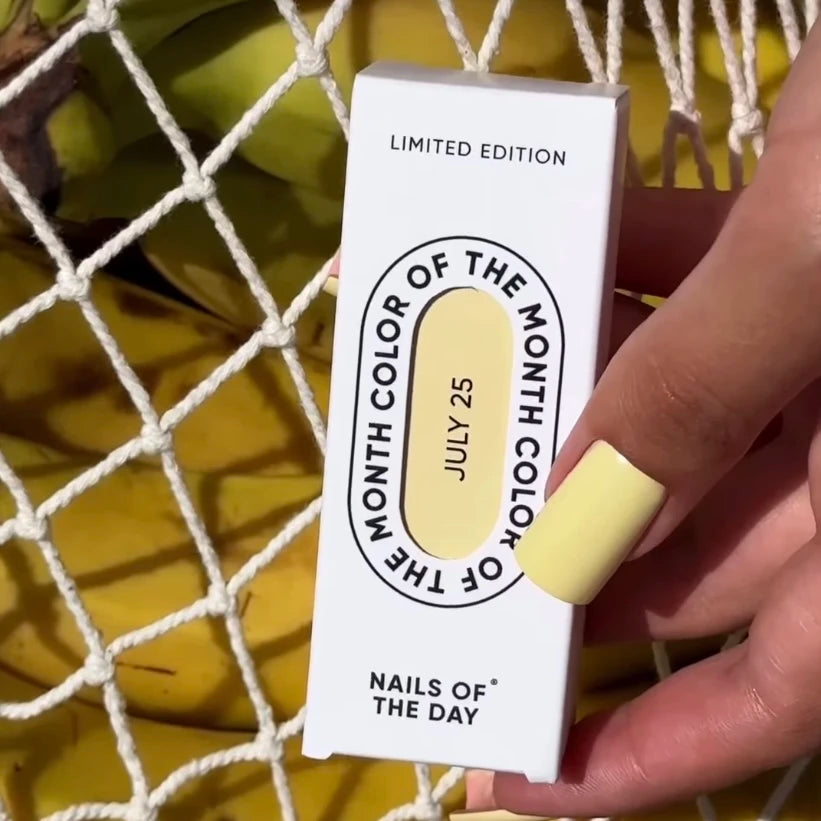 LIMITED EDITION
COLOR OF THE MONTH COLOR OF THE MONTH
JULY 25
NAILS OF®
THE DAY